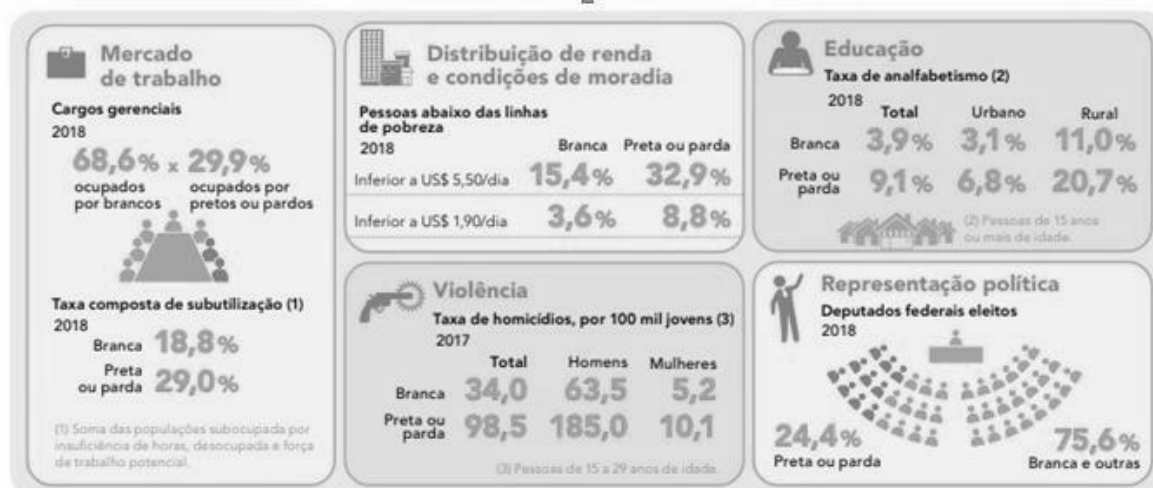 Mercado
de trabalho
Cargos gerenciais
2018
68,6% x 29,9%
ocupados por brancos
ocupados por pretos ou pardos
Taxa composta de subutilização (1)
2018
Branca 18,8%
Preta ou parda 29,0%
(1) Soma das populações subocupada por
insuficiência de horas, desocupada e força
de trabalho potencial.
Distribuição de renda
e condições de moradia
Pessoas abaixo das linhas
de pobreza
2018 Branca Preta ou parda
Inferior a US$ 5,50/dia 15,4% 32,9%
Inferior a US$ 1,90/dia 3,6% 8,8%
Violência
Taxa de homicídios, por 100 mil jovens (3)
2017
Total Homens Mulheres
Branca 34,0 63,5 5,2
Preta ou parda 98,5 185,0 10,1
(3) Pessoas de 15 a 29 anos de idade.
Educação
Taxa de analfabetismo (2)
2018
Total Urbano Rural
Branca 3,9% 3,1% 11,0%
Preta ou parda 9,1% 6,8% 20,7%
(2) Pessoas de 15 anos
ou mais de idade.
Representação política
Deputados federais eleitos
2018
24,4%
Preta ou parda
75,6%
Branca e outras